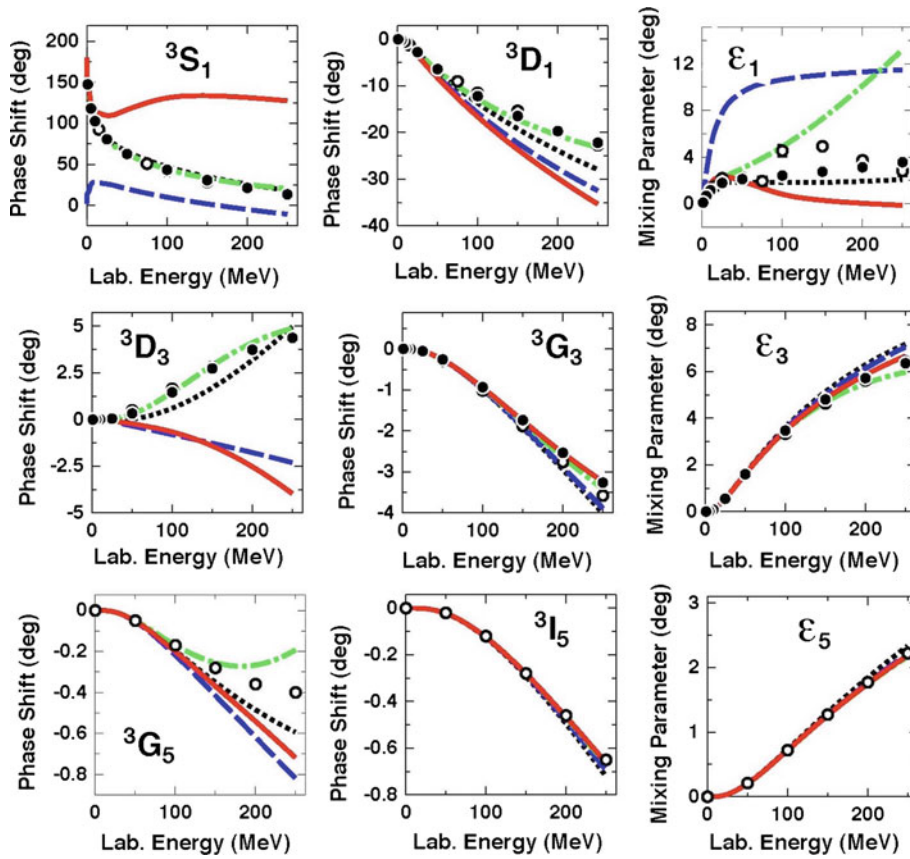 Phase Shift (deg)
200
150
100
50
0
³S₁
0 100 200
Lab. Energy (MeV)
Phase Shift (deg)
0
-10
-20
-30
-40
³D₁
0 100 200
Lab. Energy (MeV)
Mixing Parameter (deg)
12
8
4
0
ε₁
0 100 200
Lab. Energy (MeV)
Phase Shift (deg)
5
2.5
0
-2.5
-5
³D₃
0 100 200
Lab. Energy (MeV)
Phase Shift (deg)
0
-1
-2
-3
-4
³G₃
0 100 200
Lab. Energy (MeV)
Mixing Parameter (deg)
8
6
4
2
0
ε₃
0 100 200
Lab. Energy (MeV)
Phase Shift (deg)
0
-0.2
-0.4
-0.6
-0.8
³G₅
0 100 200
Lab. Energy (MeV)
Phase Shift (deg)
0
-0.2
-0.4
-0.6
-0.8
³I₅
0 100 200
Lab. Energy (MeV)
Mixing Parameter (deg)
3
2
1
0
ε₅
0 100 200
Lab. Energy (MeV)